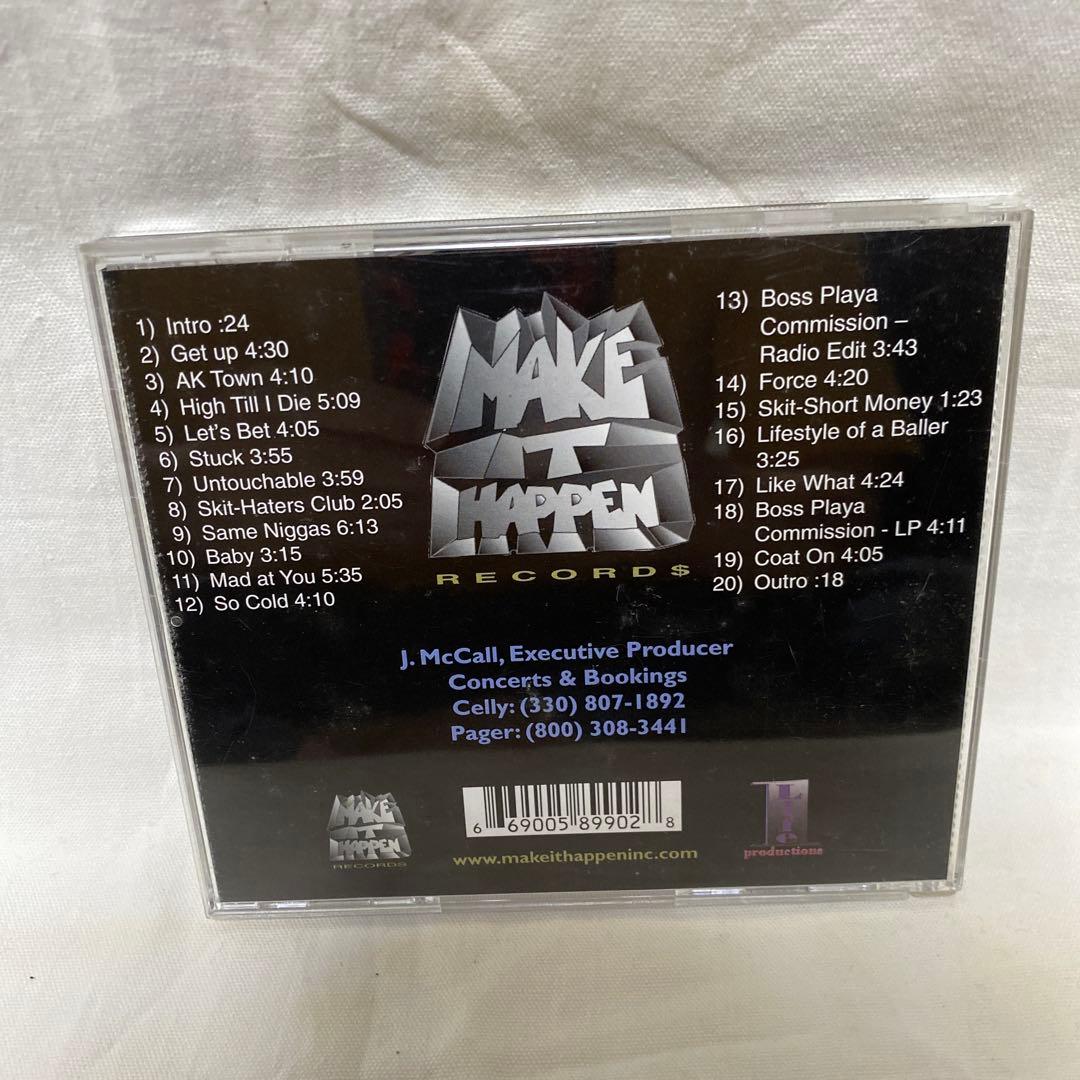 1) Intro :24
2) Get up 4:30
3) AK Town 4:10
4) High Till I Die 5:09
5) Let's Bet 4:05
6) Stuck 3:55
7) Untouchable 3:59
8) Skit-Haters Club 2:05
9) Same Niggas 6:13
10) Baby 3:15
11) Mad at You 5:35
12) So Cold 4:10
MAKE
IT
HAPPEN
RECORD$
13) Boss Playa
Commission –
Radio Edit 3:43
14) Force 4:20
15) Skit-Short Money 1:23
16) Lifestyle of a Baller
3:25
17) Like What 4:24
18) Boss Playa
Commission - LP 4:11
19) Coat On 4:05
20) Outro :18
J. McCall, Executive Producer
Concerts & Bookings
Celly: (330) 807-1892
Pager: (800) 308-3441
MAKE
IT
HAPPEN
RECORDS
6 69005 89902 8
www.makeithappeninc.com
productions